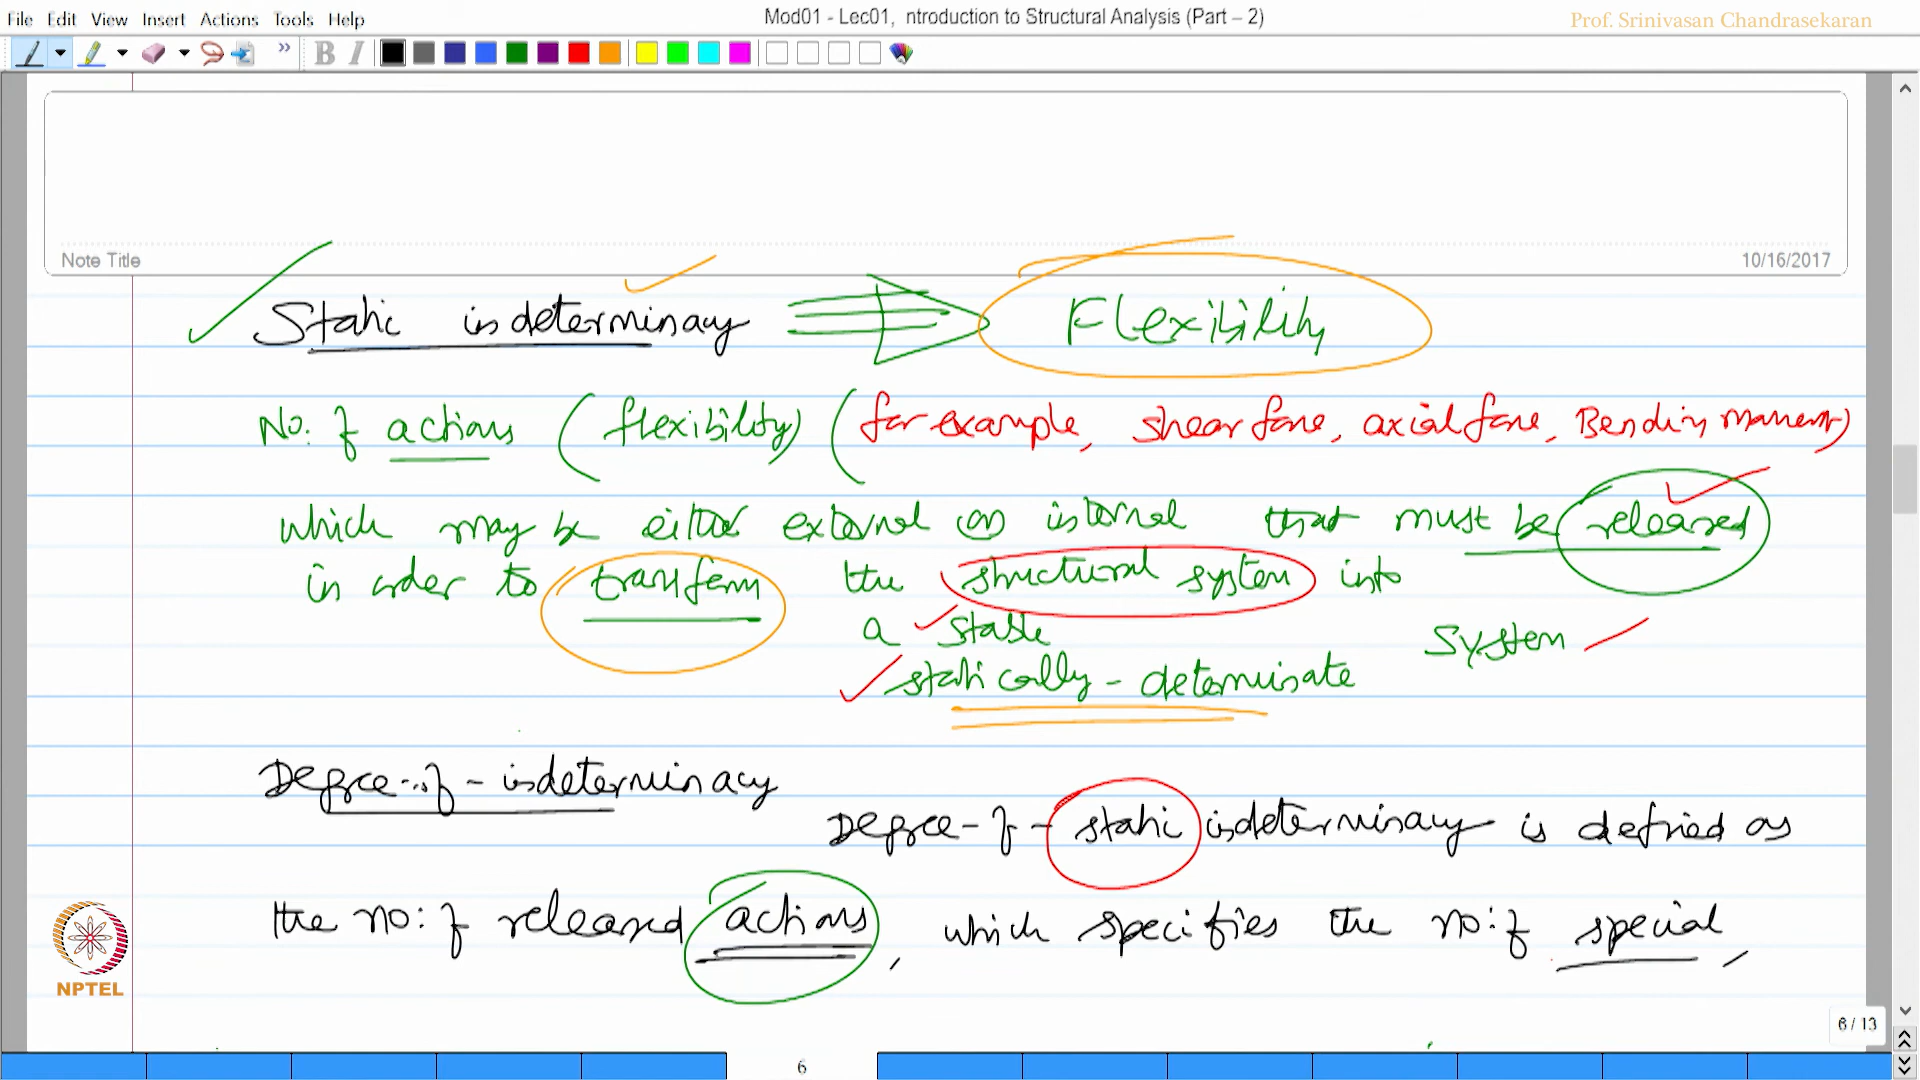 File Edit View Insert Actions Tools Help
Mod01 - Lec01, ntroduction to Structural Analysis (Part – 2)
Prof. Srinivasan Chandrasekaran
B I
Note Title
10/16/2017
Static indeterminacy Flexibility
No: of actions (flexibility) (for example, shear force, axial force, Bending moment)
which may be either external or internal that must be released
in order to transform the structural system into
a stable
system
statically - determinate
Degree-of-indeterminacy
Degree-of-static indeterminacy is defined as
the no: of released actions, which specifies the no: of special,
NPTEL
6 / 13
6